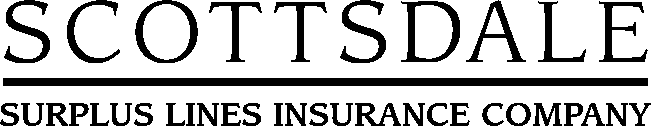 SCOTTSDALE
SURPLUS LINES INSURANCE COMPANY